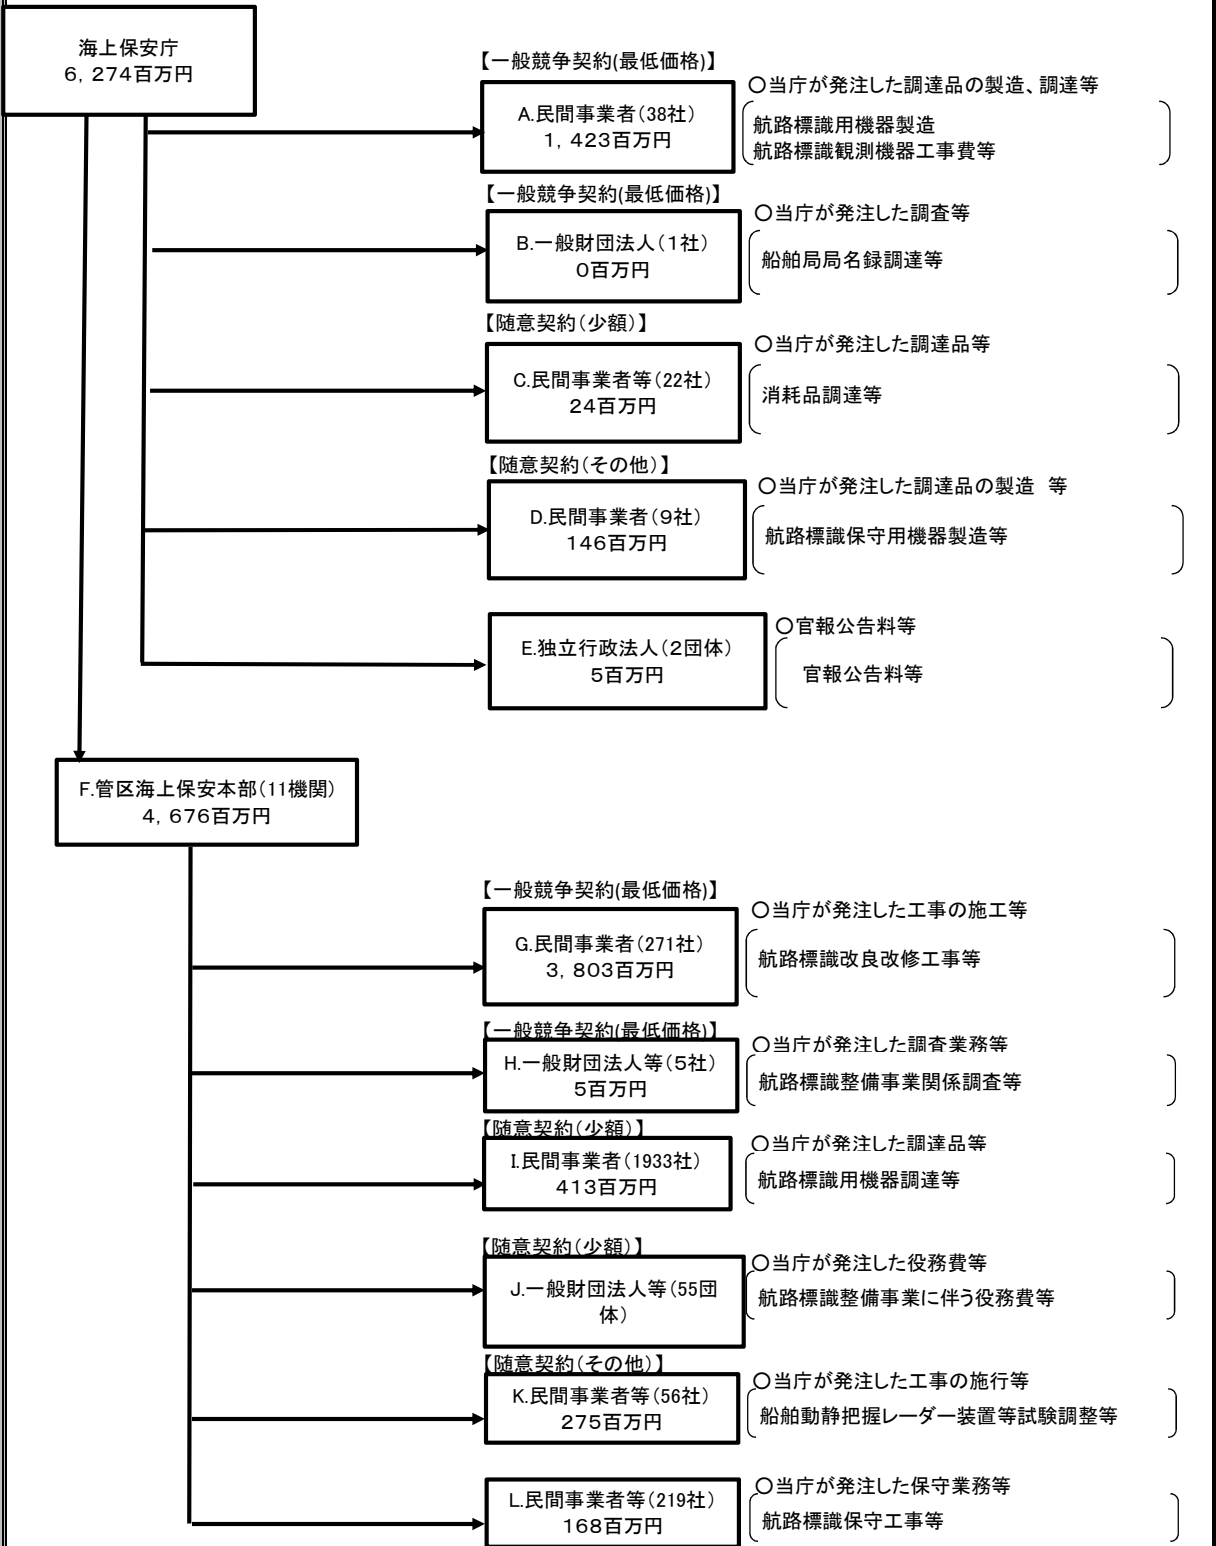 海上保安庁
6,274百万円
【一般競争契約(最低価格)】
A.民間事業者(38社)
1,423百万円
〇当庁が発注した調達品の製造、調達等
航路標識用機器製造
航路標識観測機器工事費等
【一般競争契約(最低価格)】
B.一般財団法人(1社)
0百万円
〇当庁が発注した調査等
船舶局局名録調達等
【随意契約(少額)】
C.民間事業者等(22社)
24百万円
〇当庁が発注した調達品等
消耗品調達等
【随意契約(その他)】
D.民間事業者(9社)
146百万円
〇当庁が発注した調達品の製造 等
航路標識保守用機器製造等
E.独立行政法人(2団体)
5百万円
〇官報公告料等
官報公告料等
F.管区海上保安本部(11機関)
4,676百万円
【一般競争契約(最低価格)】
G.民間事業者(271社)
3,803百万円
〇当庁が発注した工事の施工等
航路標識改良改修工事等
【一般競争契約(最低価格)】
H.一般財団法人等(5社)
5百万円
〇当庁が発注した調査業務等
航路標識整備事業関係調査等
【随意契約(少額)】
I.民間事業者(1933社)
413百万円
〇当庁が発注した調達品等
航路標識用機器調達等
【随意契約(少額)】
J.一般財団法人等(55団
体)
〇当庁が発注した役務費等
航路標識整備事業に伴う役務費等
【随意契約(その他)】
K.民間事業者等(56社)
275百万円
〇当庁が発注した工事の施行等
船舶動静把握レーダー装置等試験調整等
L.民間事業者等(219社)
168百万円
〇当庁が発注した保守業務等
航路標識保守工事等